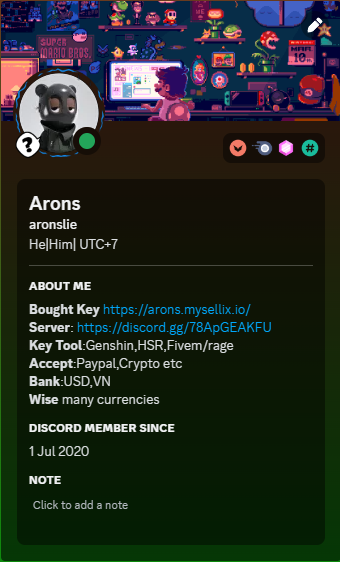 SUPER
MARIO BROS.
MAR
10
?
#
Arons
aronslie
He|Him| UTC+7
ABOUT ME
Bought Key https://arons.mysellix.io/
Server: https://discord.gg/78ApGEAKFU
Key Tool:Genshin,HSR,Fivem/rage
Accept:Paypal,Crypto etc
Bank:USD,VN
Wise many currencies
DISCORD MEMBER SINCE
1 Jul 2020
NOTE
Click to add a note